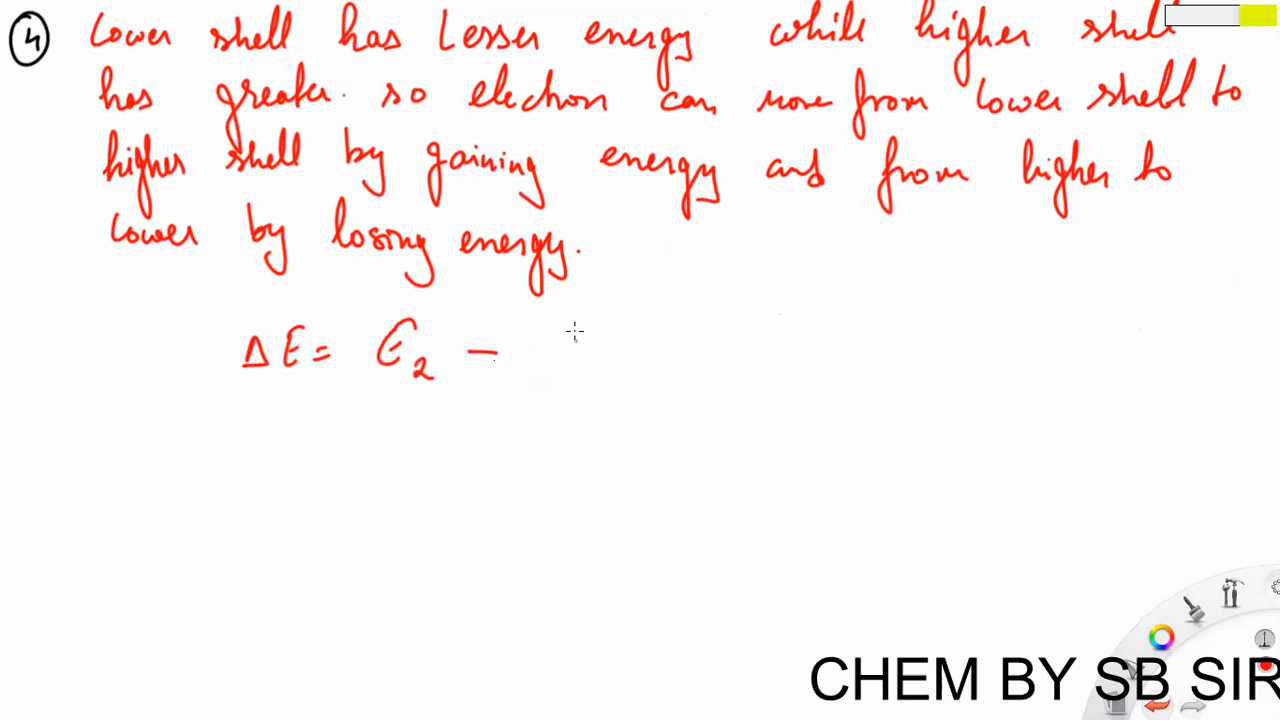 ④ Lower shell has Lesser energy while higher shell
has greater. so electron can move from lower shell to
higher shell by gaining energy and from higher to
lower by losing energy.
ΔE = E₂ −
CHEM BY SB SIR